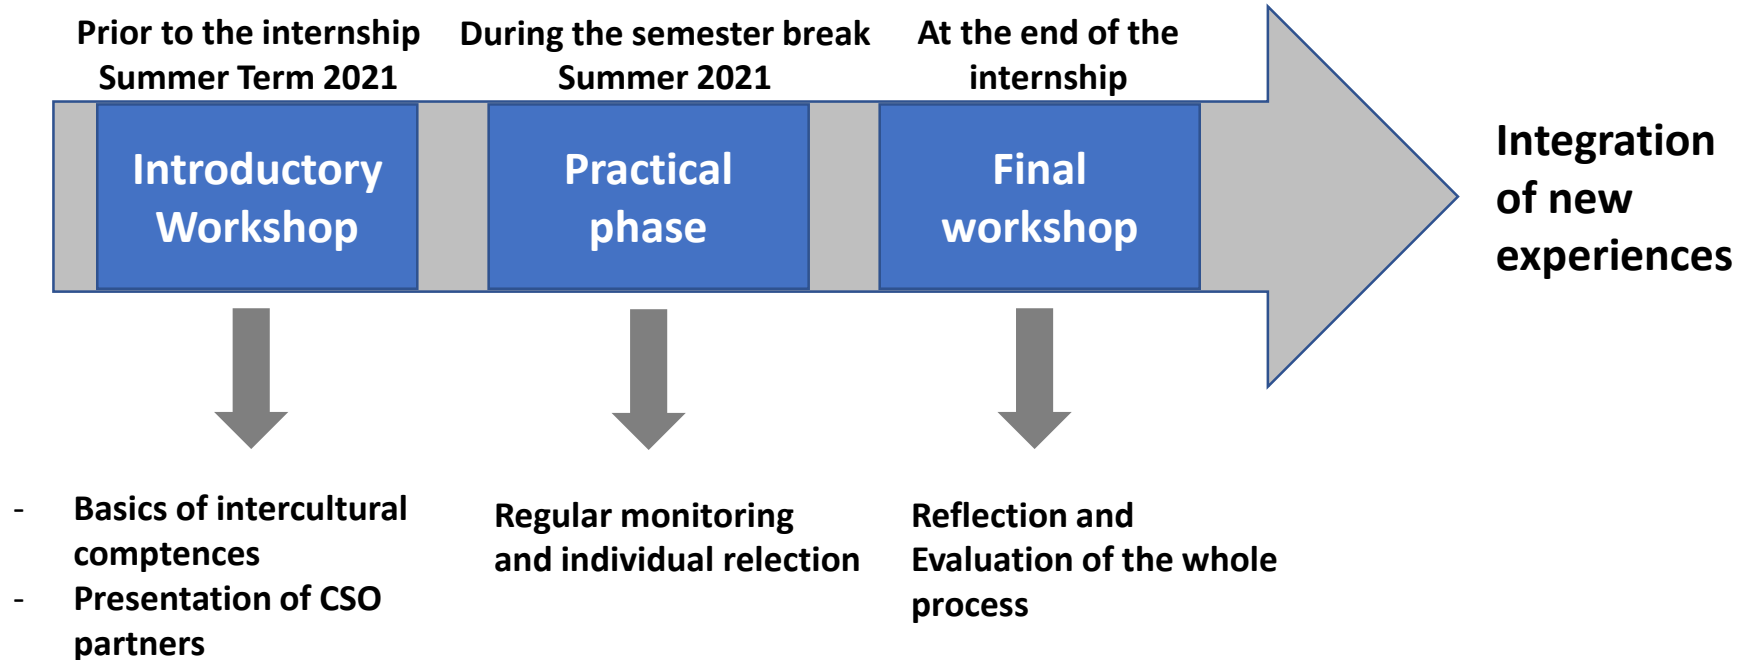 Prior to the internship
Summer Term 2021
During the semester break
Summer 2021
At the end of the
internship
Introductory
Workshop
Practical
phase
Final
workshop
Integration
of new
experiences
- Basics of intercultural
comptences
- Presentation of CSO
partners
Regular monitoring
and individual relection
Reflection and
Evaluation of the whole
process